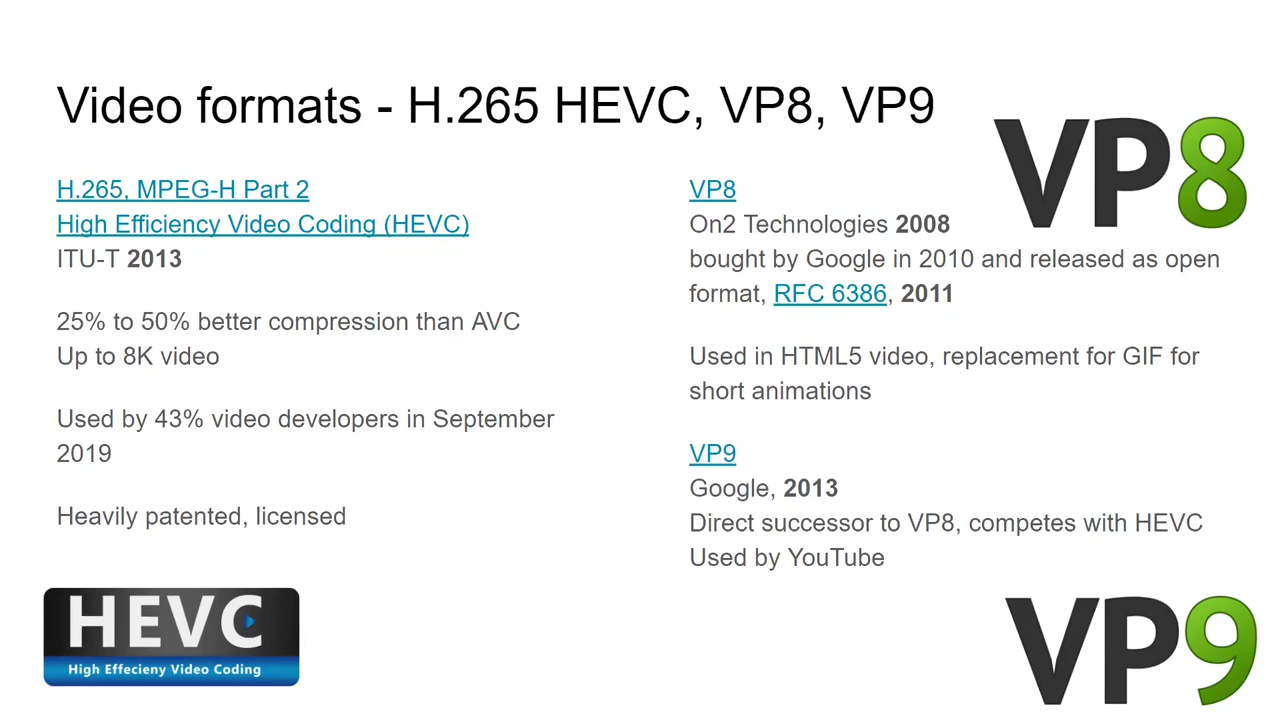 Video formats - H.265 HEVC, VP8, VP9
H.265, MPEG-H Part 2
High Efficiency Video Coding (HEVC)
ITU-T 2013
25% to 50% better compression than AVC
Up to 8K video
Used by 43% video developers in September
2019
Heavily patented, licensed
HEVC
High Effecieny Video Coding
VP8
VP8
On2 Technologies 2008
bought by Google in 2010 and released as open
format, RFC 6386, 2011
Used in HTML5 video, replacement for GIF for
short animations
VP9
Google, 2013
Direct successor to VP8, competes with HEVC
Used by YouTube
VP9